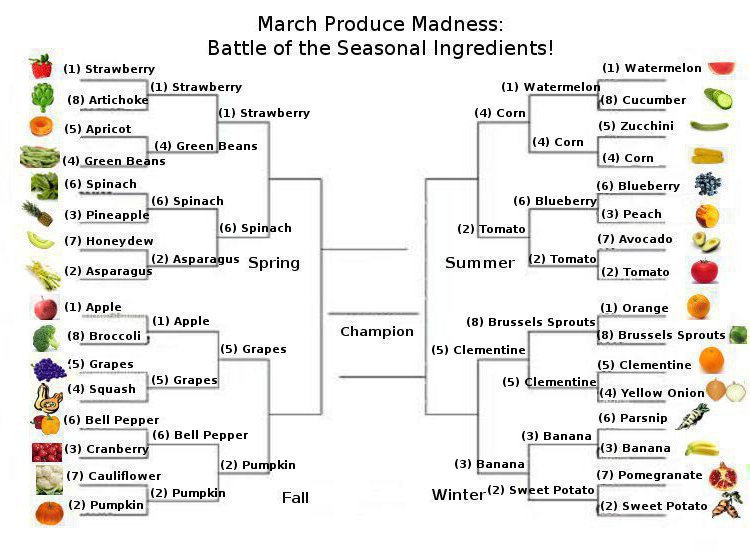 March Produce Madness:
Battle of the Seasonal Ingredients!
(1) Strawberry
(8) Artichoke
(5) Apricot
(4) Green Beans
(6) Spinach
(3) Pineapple
(7) Honeydew
(2) Asparagus
(1) Strawberry
(4) Green Beans
(6) Spinach
(2) Asparagus
(1) Strawberry
(6) Spinach
Spring
(1) Apple
(8) Broccoli
(5) Grapes
(4) Squash
(6) Bell Pepper
(3) Cranberry
(7) Cauliflower
(2) Pumpkin
(1) Apple
(5) Grapes
(6) Bell Pepper
(2) Pumpkin
(5) Grapes
(2) Pumpkin
Fall
Champion
(1) Watermelon
(8) Cucumber
(5) Zucchini
(4) Corn
(6) Blueberry
(3) Peach
(7) Avocado
(2) Tomato
(1) Watermelon
(4) Corn
(6) Blueberry
(2) Tomato
(4) Corn
(2) Tomato
Summer
(1) Orange
(8) Brussels Sprouts
(5) Clementine
(4) Yellow Onion
(6) Parsnip
(3) Banana
(7) Pomegranate
(2) Sweet Potato
(8) Brussels Sprouts
(5) Clementine
(3) Banana
(2) Sweet Potato
(5) Clementine
(3) Banana
Winter